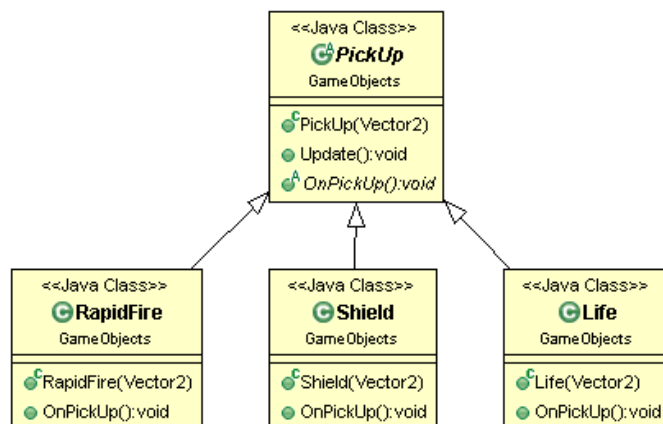 <<Java Class>>
PickUp
GameObjects
PickUp(Vector2)
Update():void
OnPickUp():void
<<Java Class>>
RapidFire
GameObjects
RapidFire(Vector2)
OnPickUp():void
<<Java Class>>
Shield
GameObjects
Shield(Vector2)
OnPickUp():void
<<Java Class>>
Life
GameObjects
Life(Vector2)
OnPickUp():void